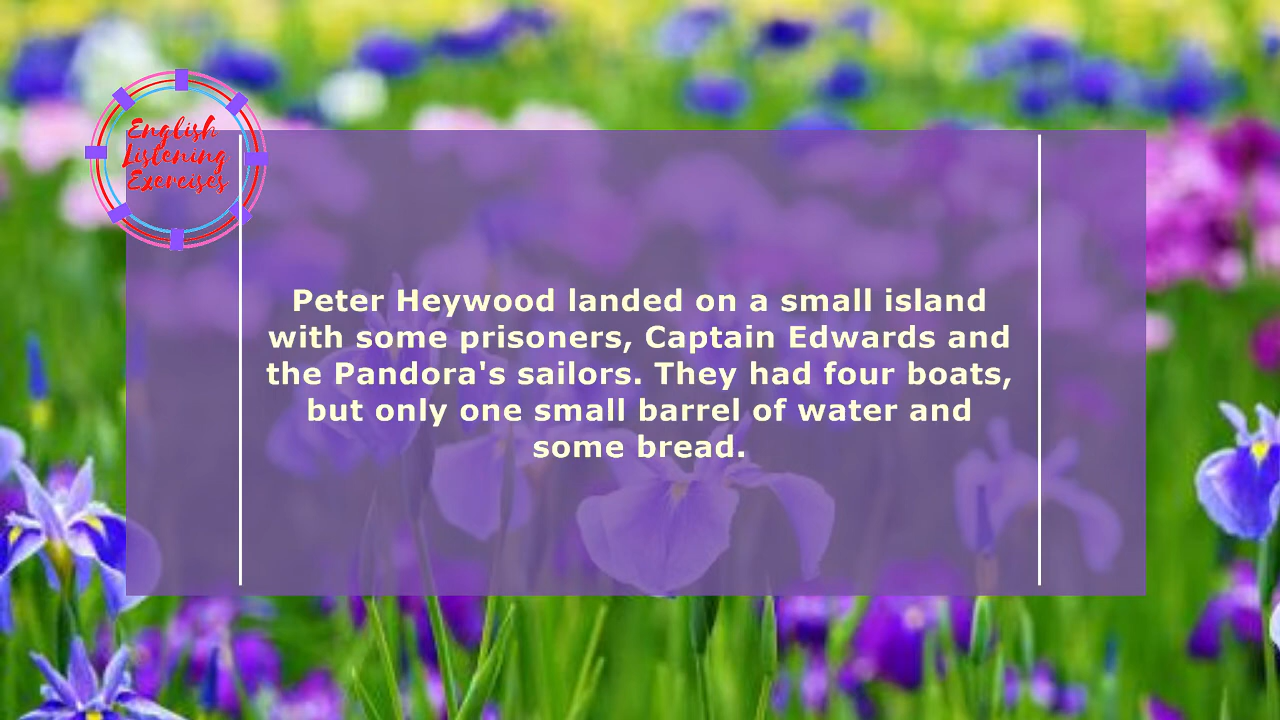 English
Listening
Exercises
Peter Heywood landed on a small island
with some prisoners, Captain Edwards and
the Pandora's sailors. They had four boats,
but only one small barrel of water and
some bread.